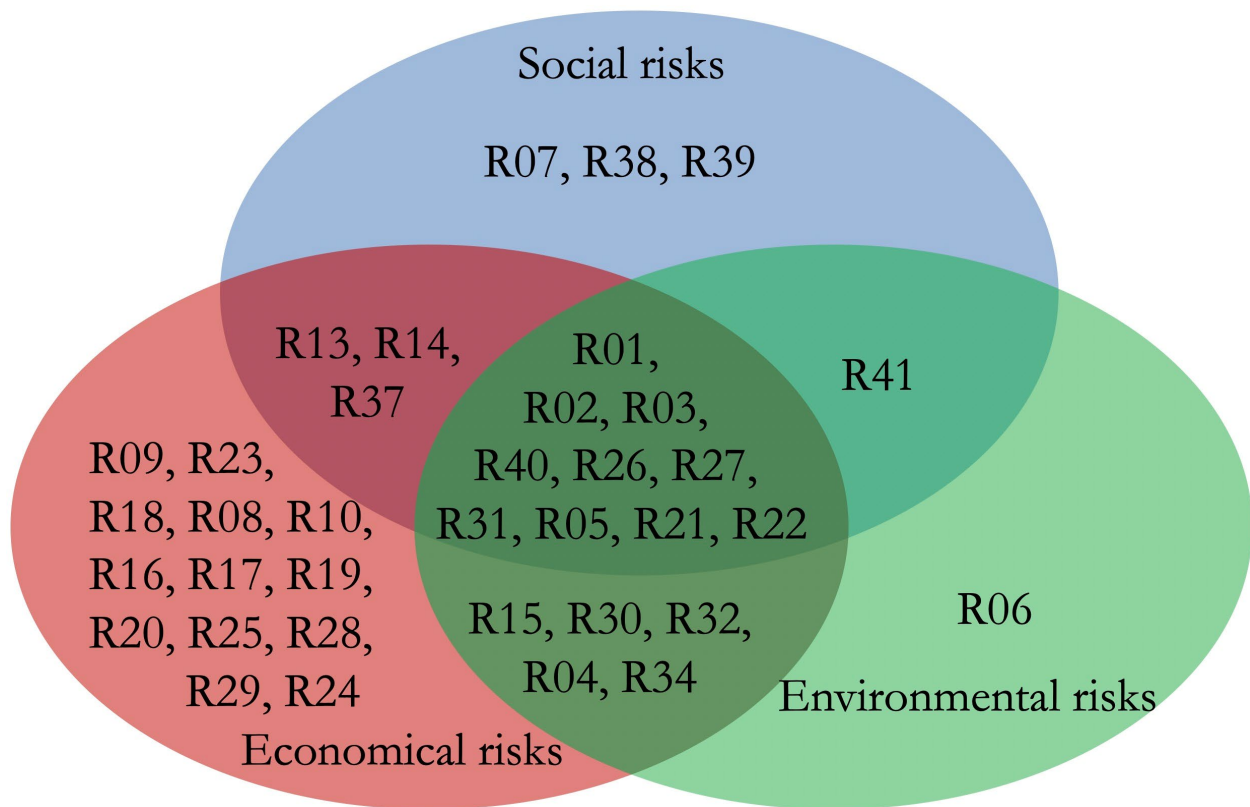 Social risks
R07, R38, R39
R13, R14,
R37
R01,
R02, R03,
R40, R26, R27,
R31, R05, R21, R22
R41
R09, R23,
R18, R08, R10,
R16, R17, R19,
R20, R25, R28,
R29, R24
Economical risks
R15, R30, R32,
R04, R34
R06
Environmental risks